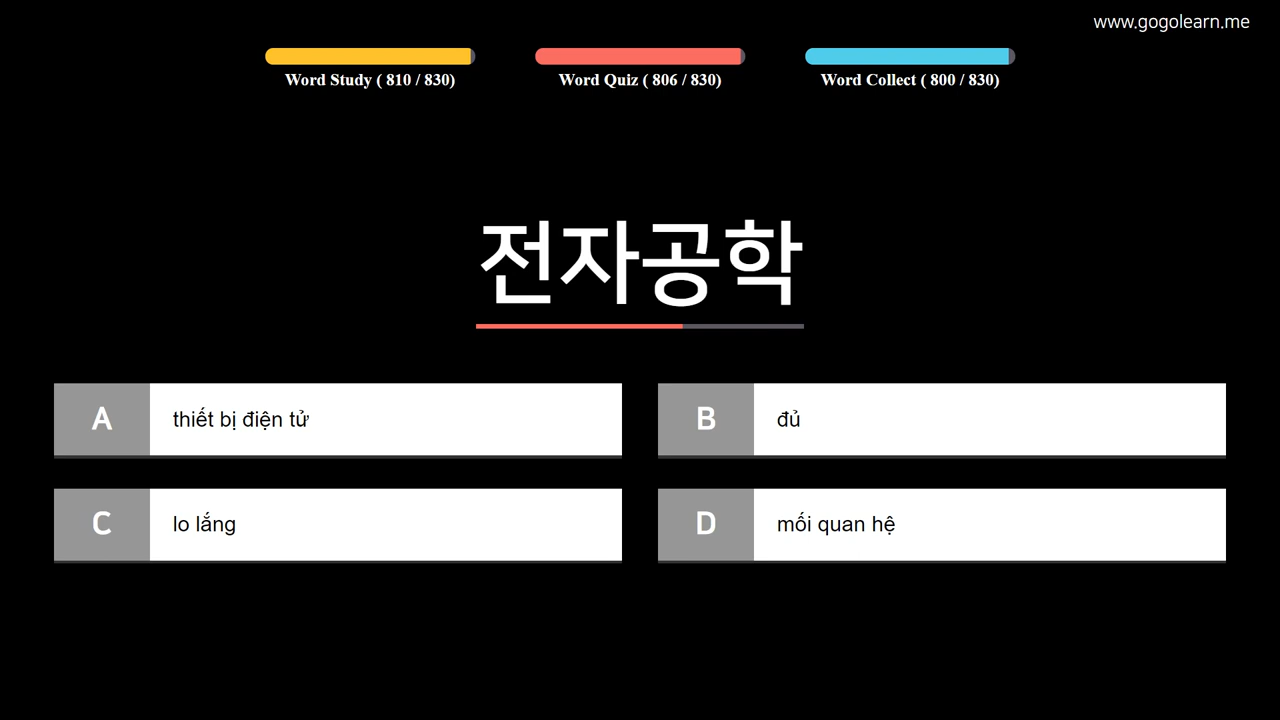 www.gogolearn.me
Word Study ( 810 / 830)
Word Quiz ( 806 / 830)
Word Collect ( 800 / 830)
전자공학
A
thiết bị điện tử
B
đủ
C
lo lắng
D
mối quan hệ